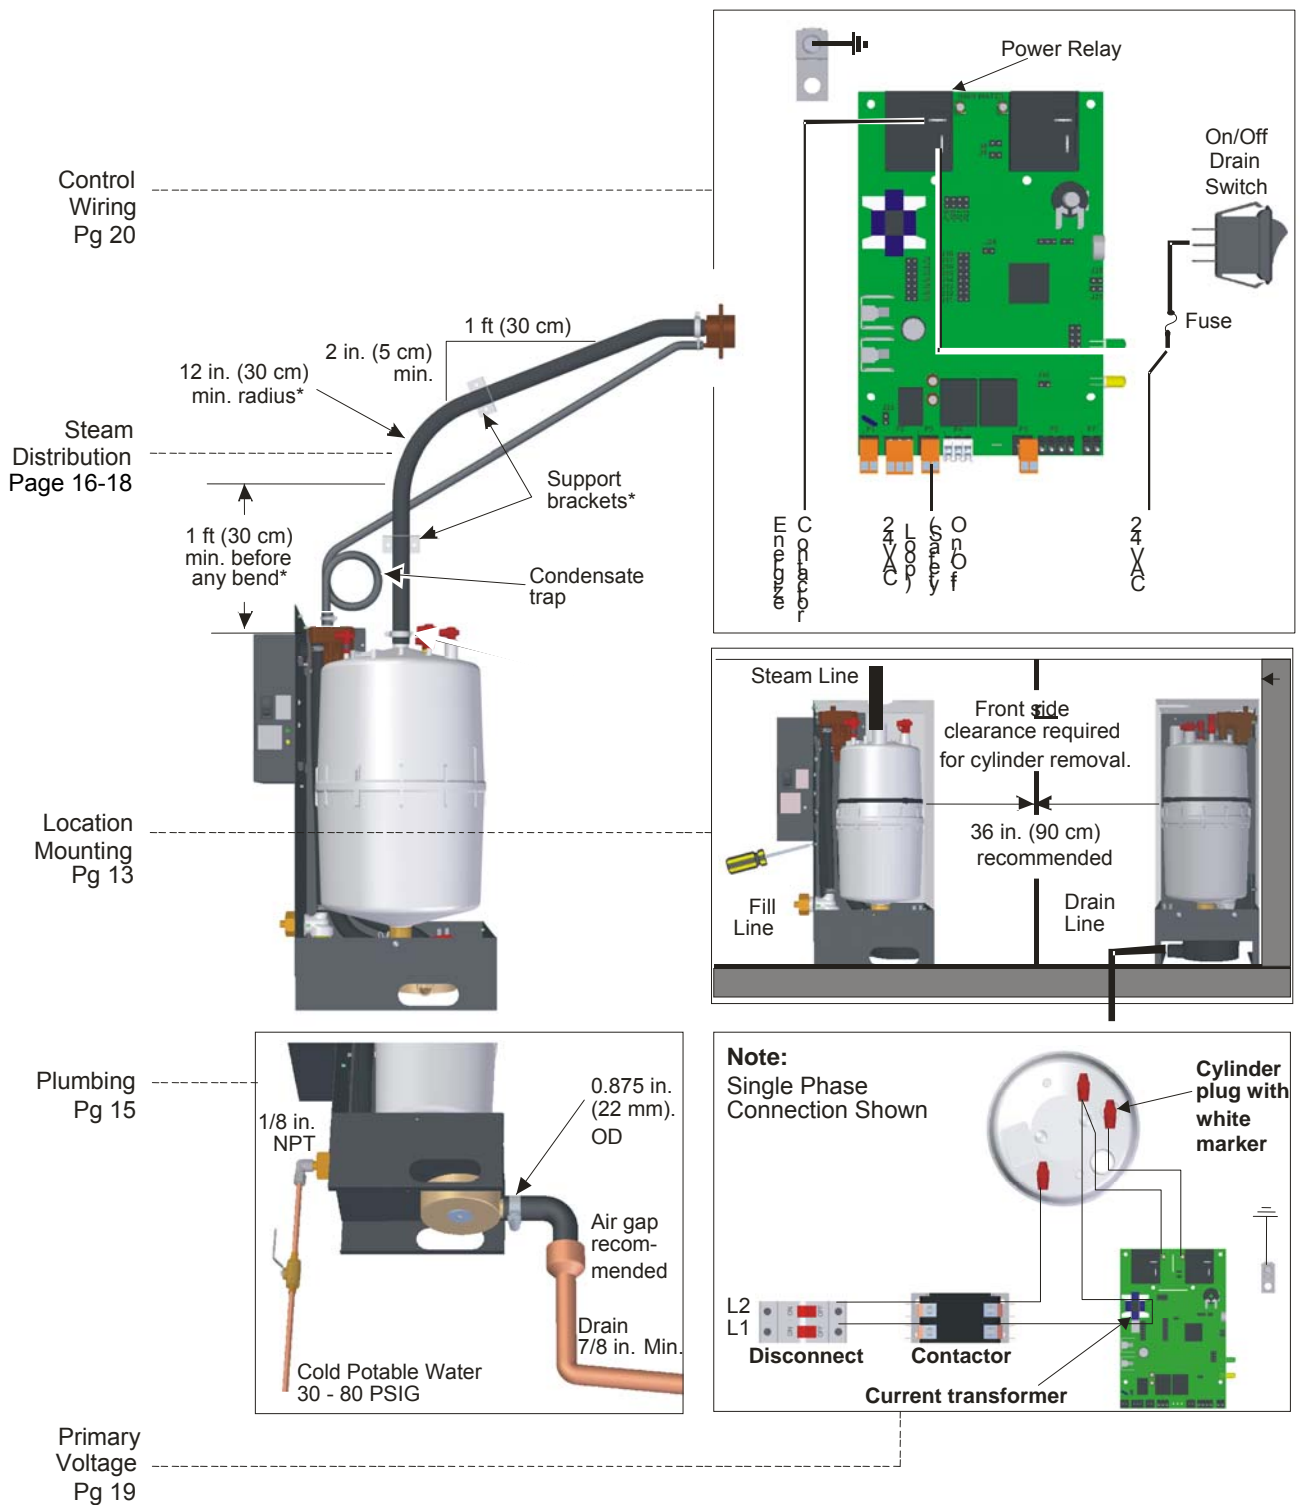 Control
Wiring
Pg 20
Power Relay
On/Off
Drain
Switch
Fuse
Energize
Contactor
24VAC
(Safety
Loop)
On/Off
24VAC
1 ft (30 cm)
2 in. (5 cm)
min.
12 in. (30 cm)
min. radius*
Steam
Distribution
Page 16-18
Support
brackets*
1 ft (30 cm)
min. before
any bend*
Condensate
trap
Location
Mounting
Pg 13
Steam Line
Front side
clearance required
for cylinder removal.
36 in. (90 cm)
recommended
Fill
Line
Drain
Line
Plumbing
Pg 15
1/8 in.
NPT
0.875 in.
(22 mm).
OD
Air gap
recom-
mended
Drain
7/8 in. Min.
Cold Potable Water
30 - 80 PSIG
Note:
Single Phase
Connection Shown
Cylinder
plug with
white
marker
L2
L1
ON
OFF
ON
OFF
Disconnect
Contactor
Current transformer
Primary
Voltage
Pg 19